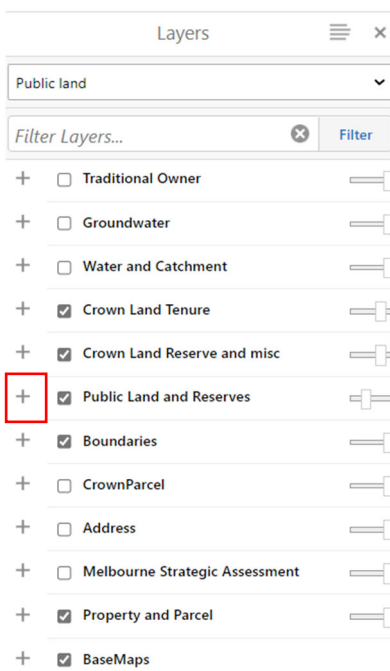 Layers
Public land
Filter Layers...
Filter
Traditional Owner
Groundwater
Water and Catchment
Crown Land Tenure
Crown Land Reserve and misc
Public Land and Reserves
Boundaries
CrownParcel
Address
Melbourne Strategic Assessment
Property and Parcel
BaseMaps